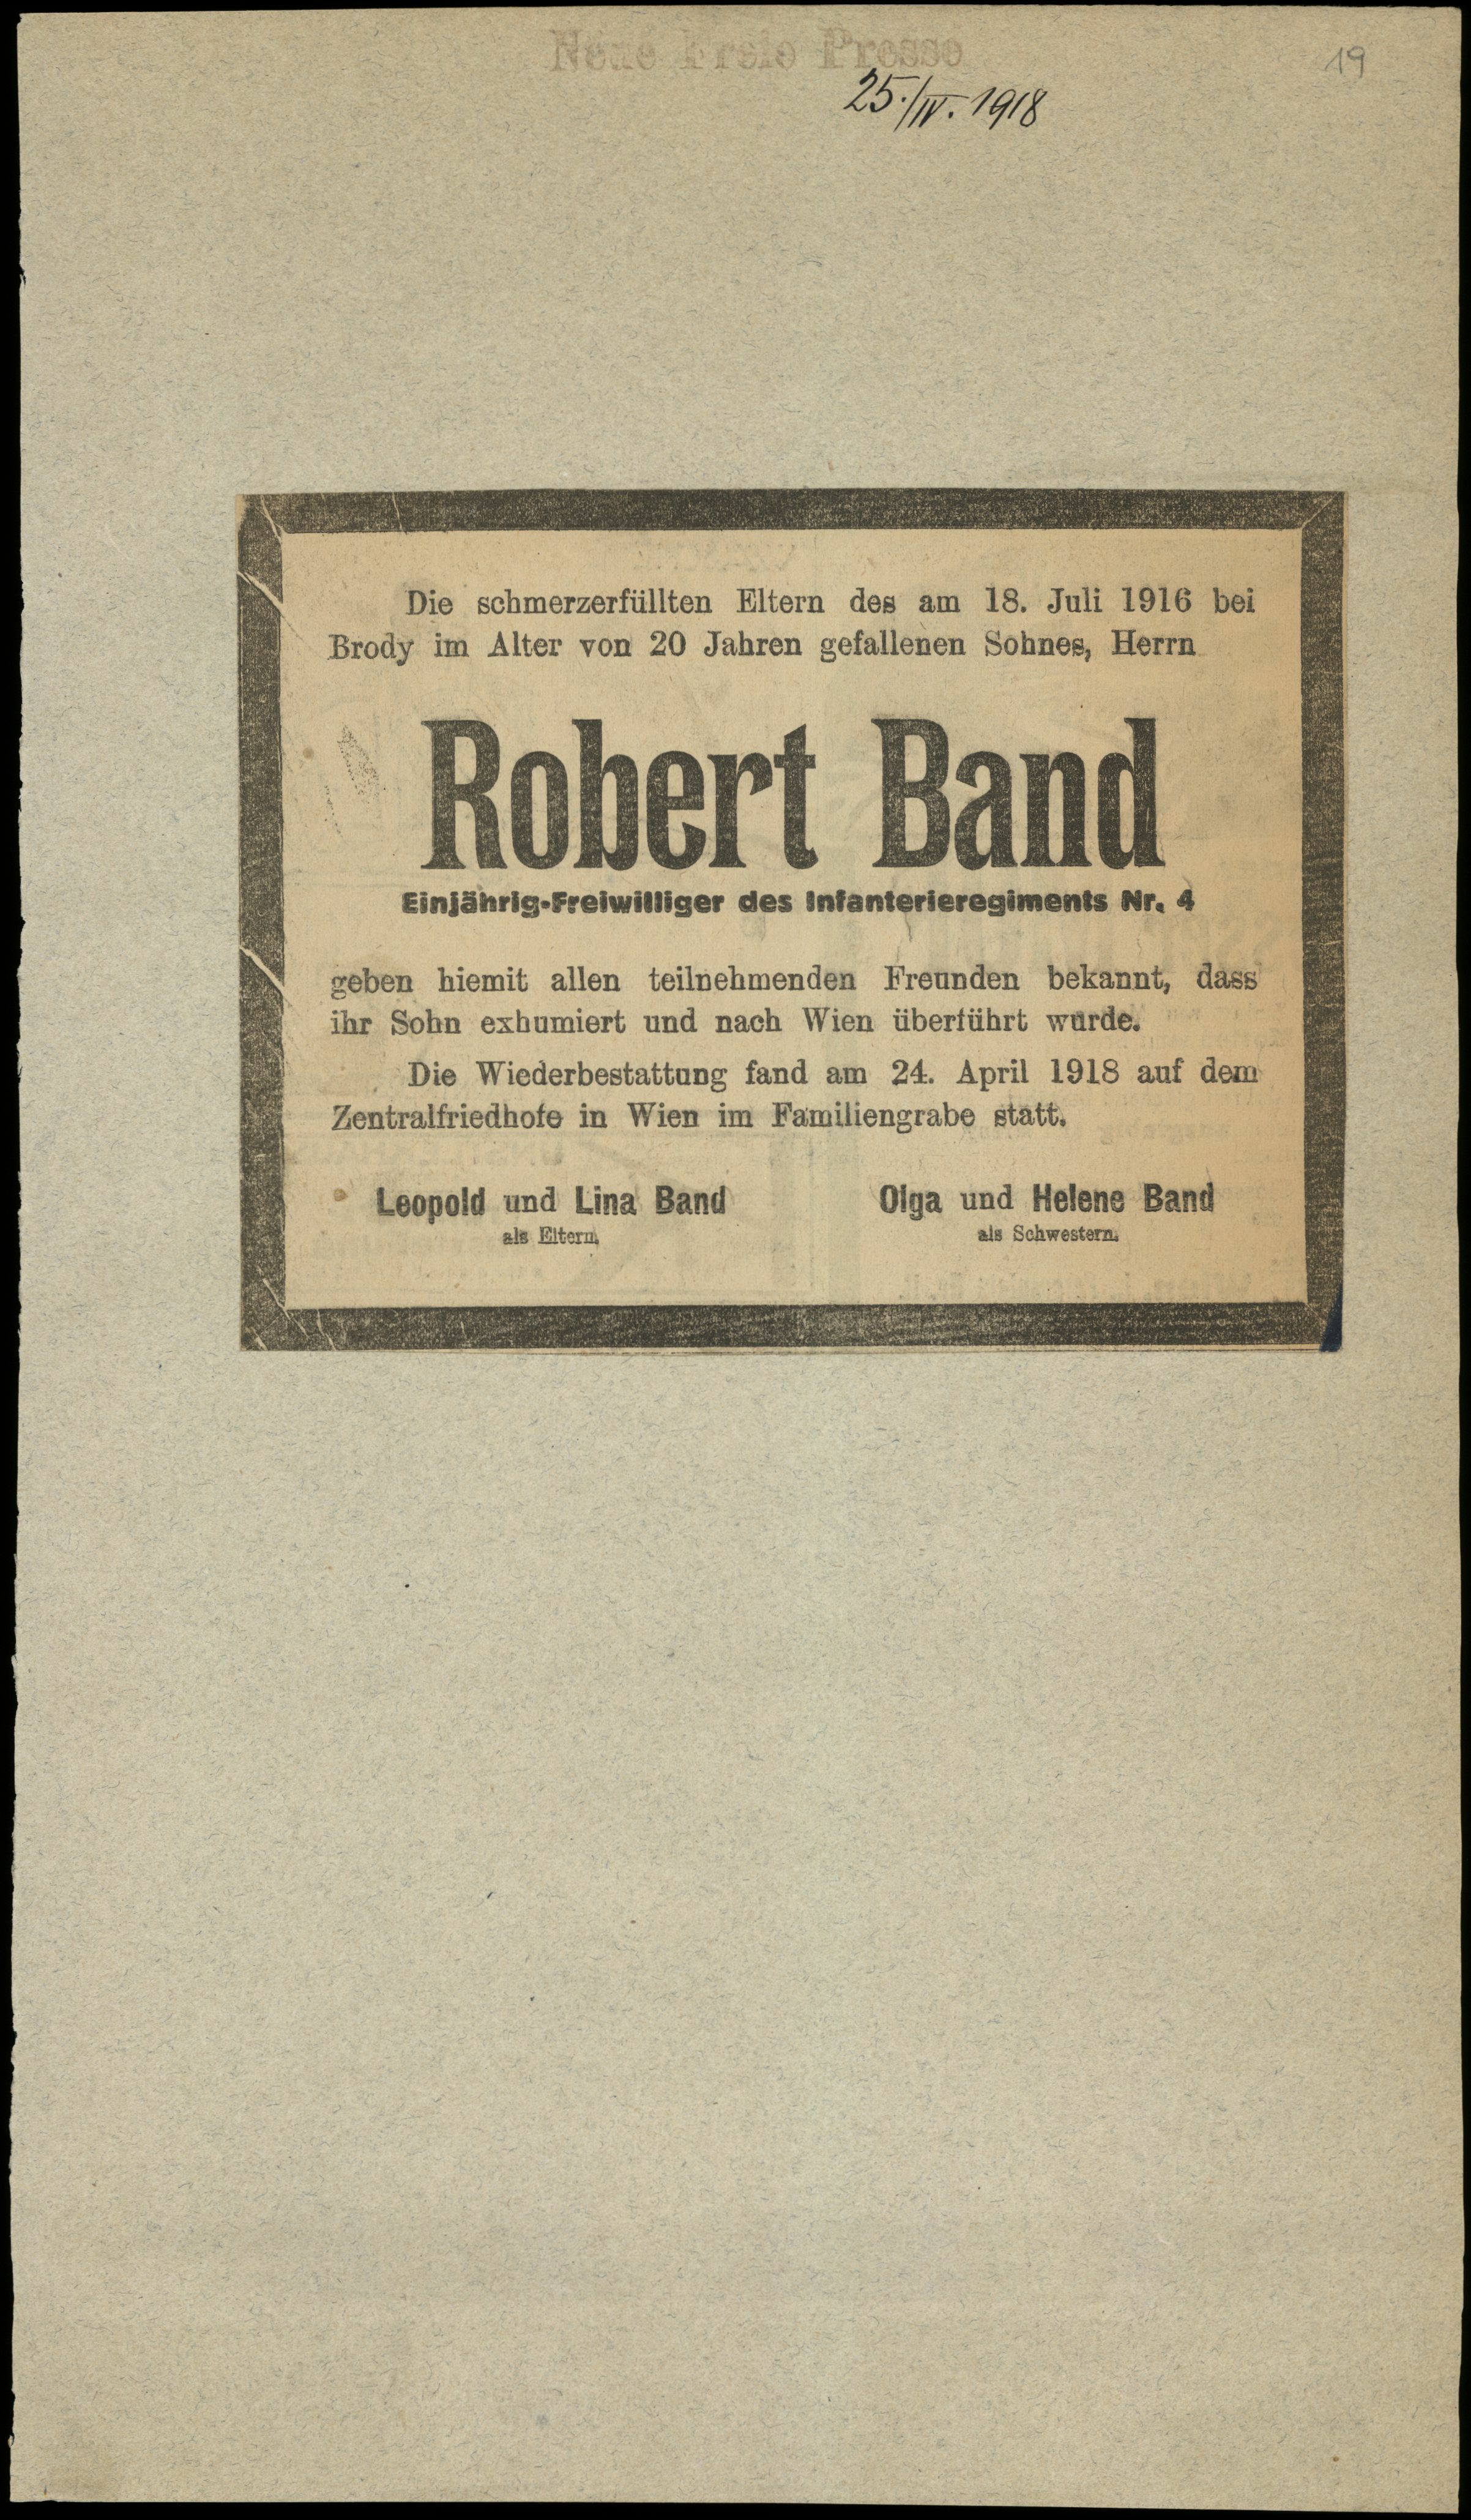 Neue Freie Presse
19
25./IV. 1918
Die schmerzerfüllten Eltern des am 18. Juli 1916 bei
Brody im Alter von 20 Jahren gefallenen Sohnes, Herrn
Robert Band
Einjährig-Freiwilliger des Infanterieregiments Nr. 4
geben hiemit allen teilnehmenden Freunden bekannt, dass
ihr Sohn exhumiert und nach Wien überführt wurde.
Die Wiederbestattung fand am 24. April 1918 auf dem
Zentralfriedhofe in Wien im Familiengrabe statt.
Leopold und Lina Band
als Eltern.
Olga und Helene Band
als Schwestern.